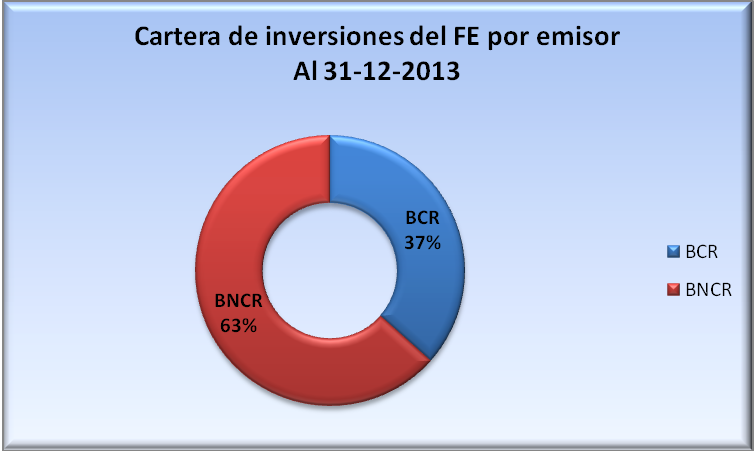 Cartera de inversiones del FE por emisor
Al 31-12-2013
BCR
37%
BNCR
63%
BCR
BNCR